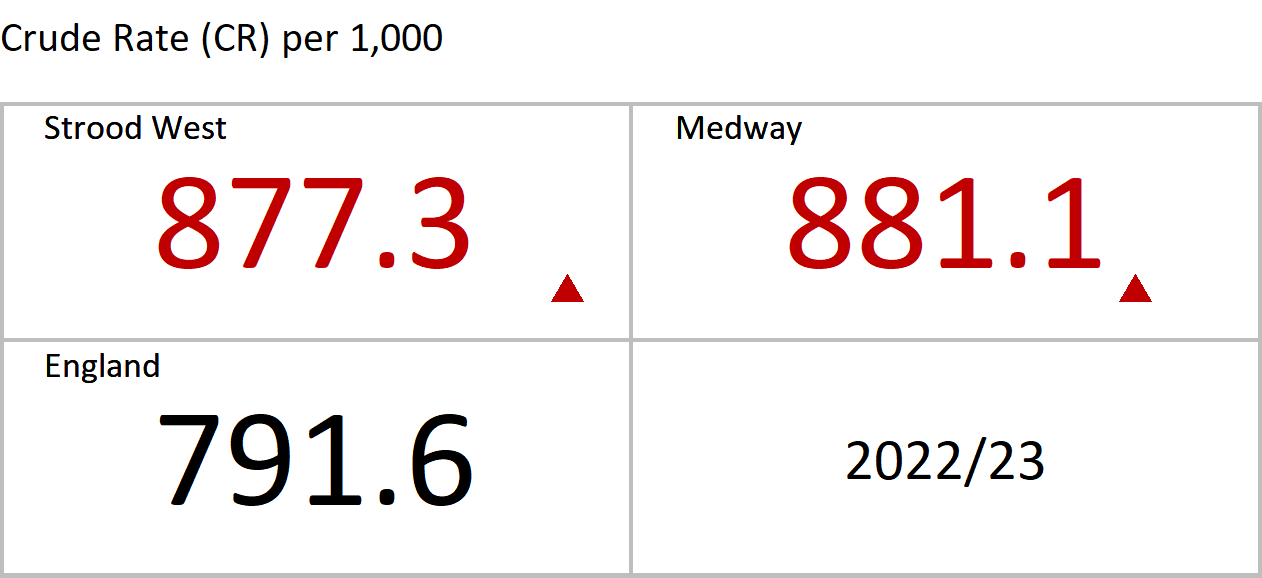 Crude Rate (CR) per 1,000
Strood West
877.3
Medway
881.1
England
791.6
2022/23